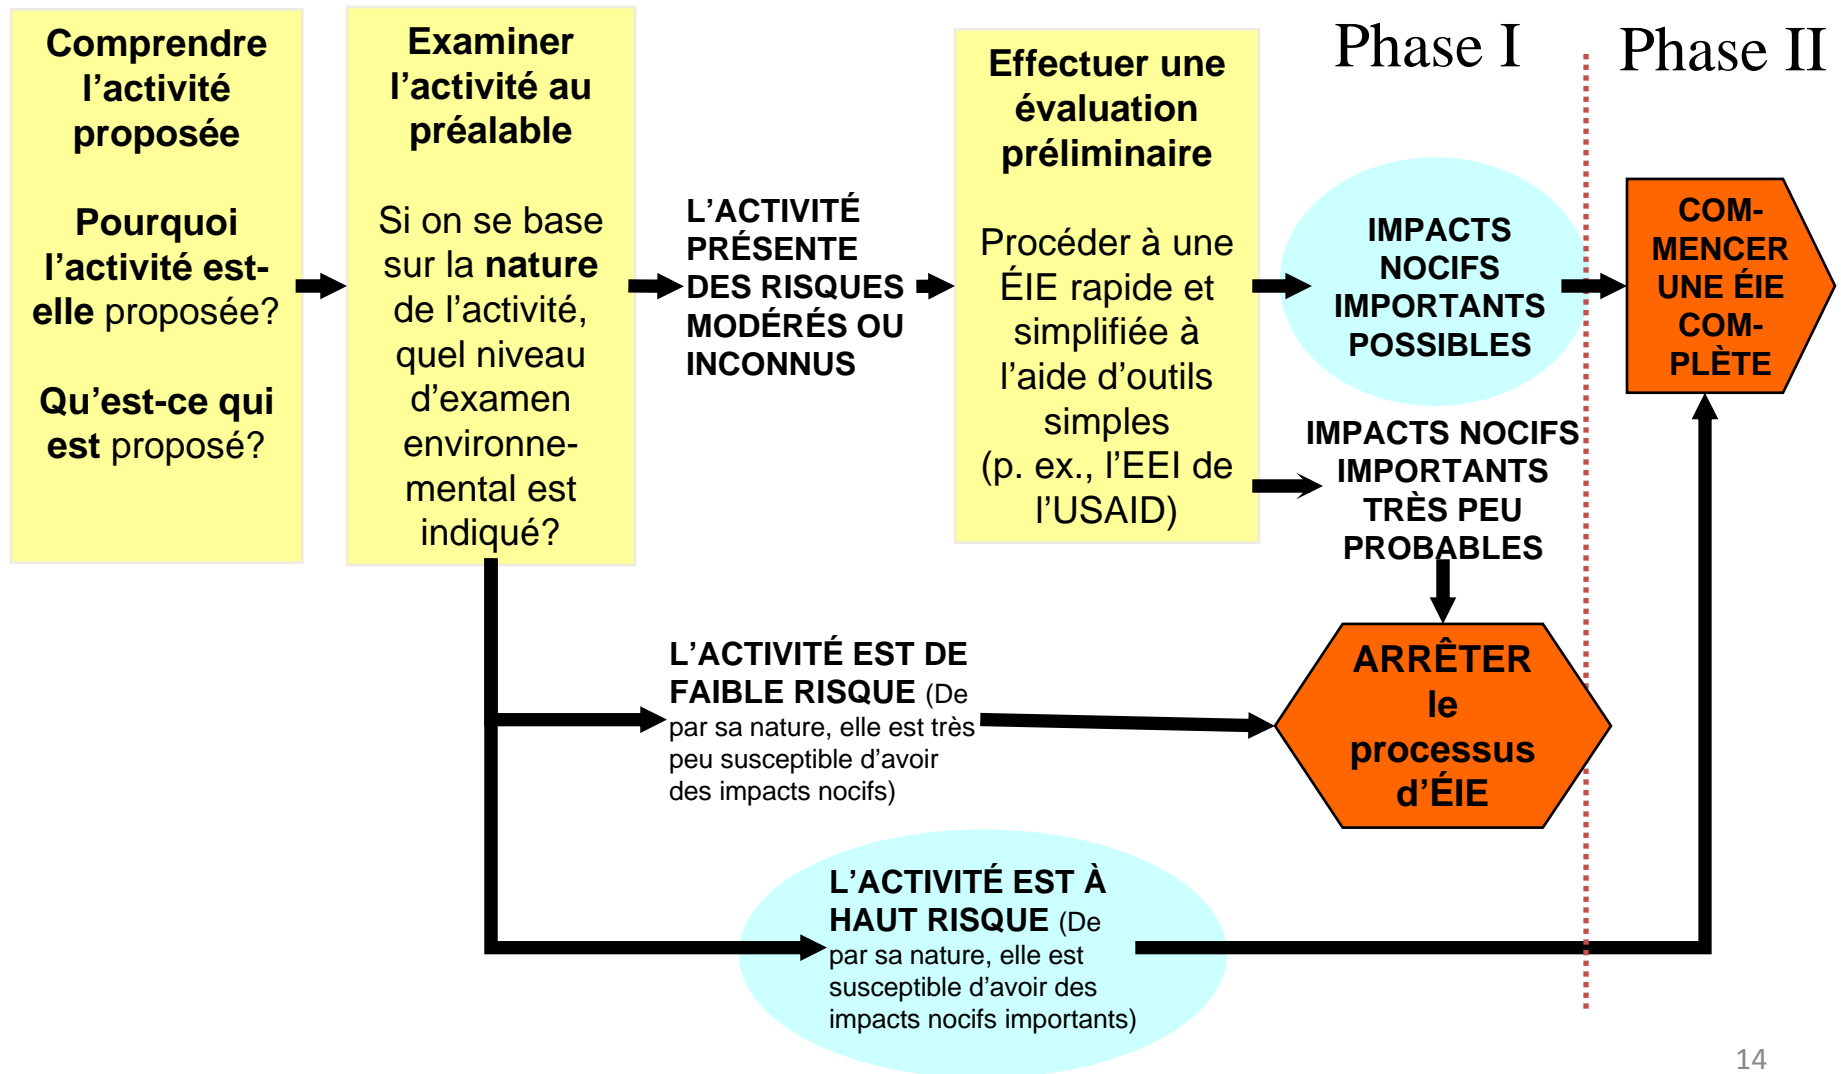 Comprendre
l’activité
proposée
Pourquoi
l’activité est-
elle proposée?
Qu’est-ce qui
est proposé?
Examiner
l’activité au
préalable
Si on se base
sur la nature
de l’activité,
quel niveau
d’examen
environne-
mental est
indiqué?
L’ACTIVITÉ
PRÉSENTE
DES RISQUES
MODÉRÉS OU
INCONNUS
Effectuer une
évaluation
préliminaire
Procéder à une
ÉIE rapide et
simplifiée à
l’aide d’outils
simples
(p. ex., l’EEI de
l’USAID)
Phase I
IMPACTS
NOCIFS
IMPORTANTS
POSSIBLES
IMPACTS NOCIFS
IMPORTANTS
TRÈS PEU
PROBABLES
Phase II
COM-
MENCER
UNE ÉIE
COM-
PLÈTE
L’ACTIVITÉ EST DE
FAIBLE RISQUE (De
par sa nature, elle est très
peu susceptible d’avoir
des impacts nocifs)
ARRÊTER
le
processus
d’ÉIE
L’ACTIVITÉ EST À
HAUT RISQUE (De
par sa nature, elle est
susceptible d’avoir des
impacts nocifs importants)
14